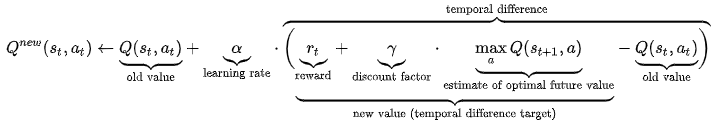 temporal difference
Q^{new}(s_t, a_t) ← Q(s_t, a_t) + α · ( r_t + γ · max_a Q(s_{t+1}, a) − Q(s_t, a_t) )
old value learning rate reward discount factor estimate of optimal future value old value
new value (temporal difference target)